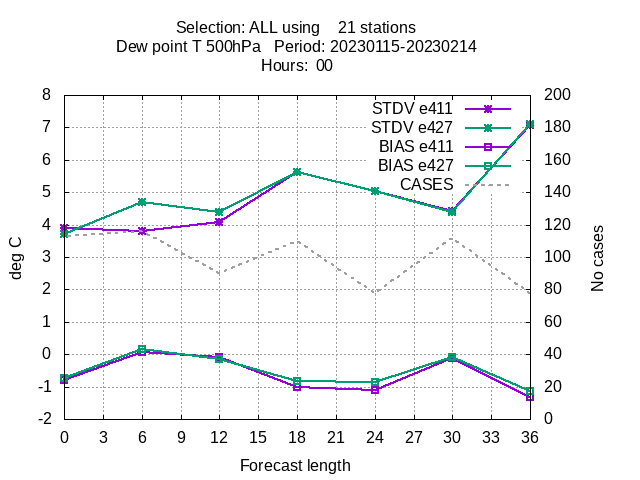 Selection: ALL using    21 stations
Dew point T 500hPa   Period: 20230115-20230214
Hours:  00
8 200
7 180
6 160
5 140
4 120
3 100
2 80
1 60
0 40
-1 20
-2 0
STDV e411
STDV e427
BIAS e411
BIAS e427
CASES
deg C
No cases
0 3 6 9 12 15 18 21 24 27 30 33 36
Forecast length